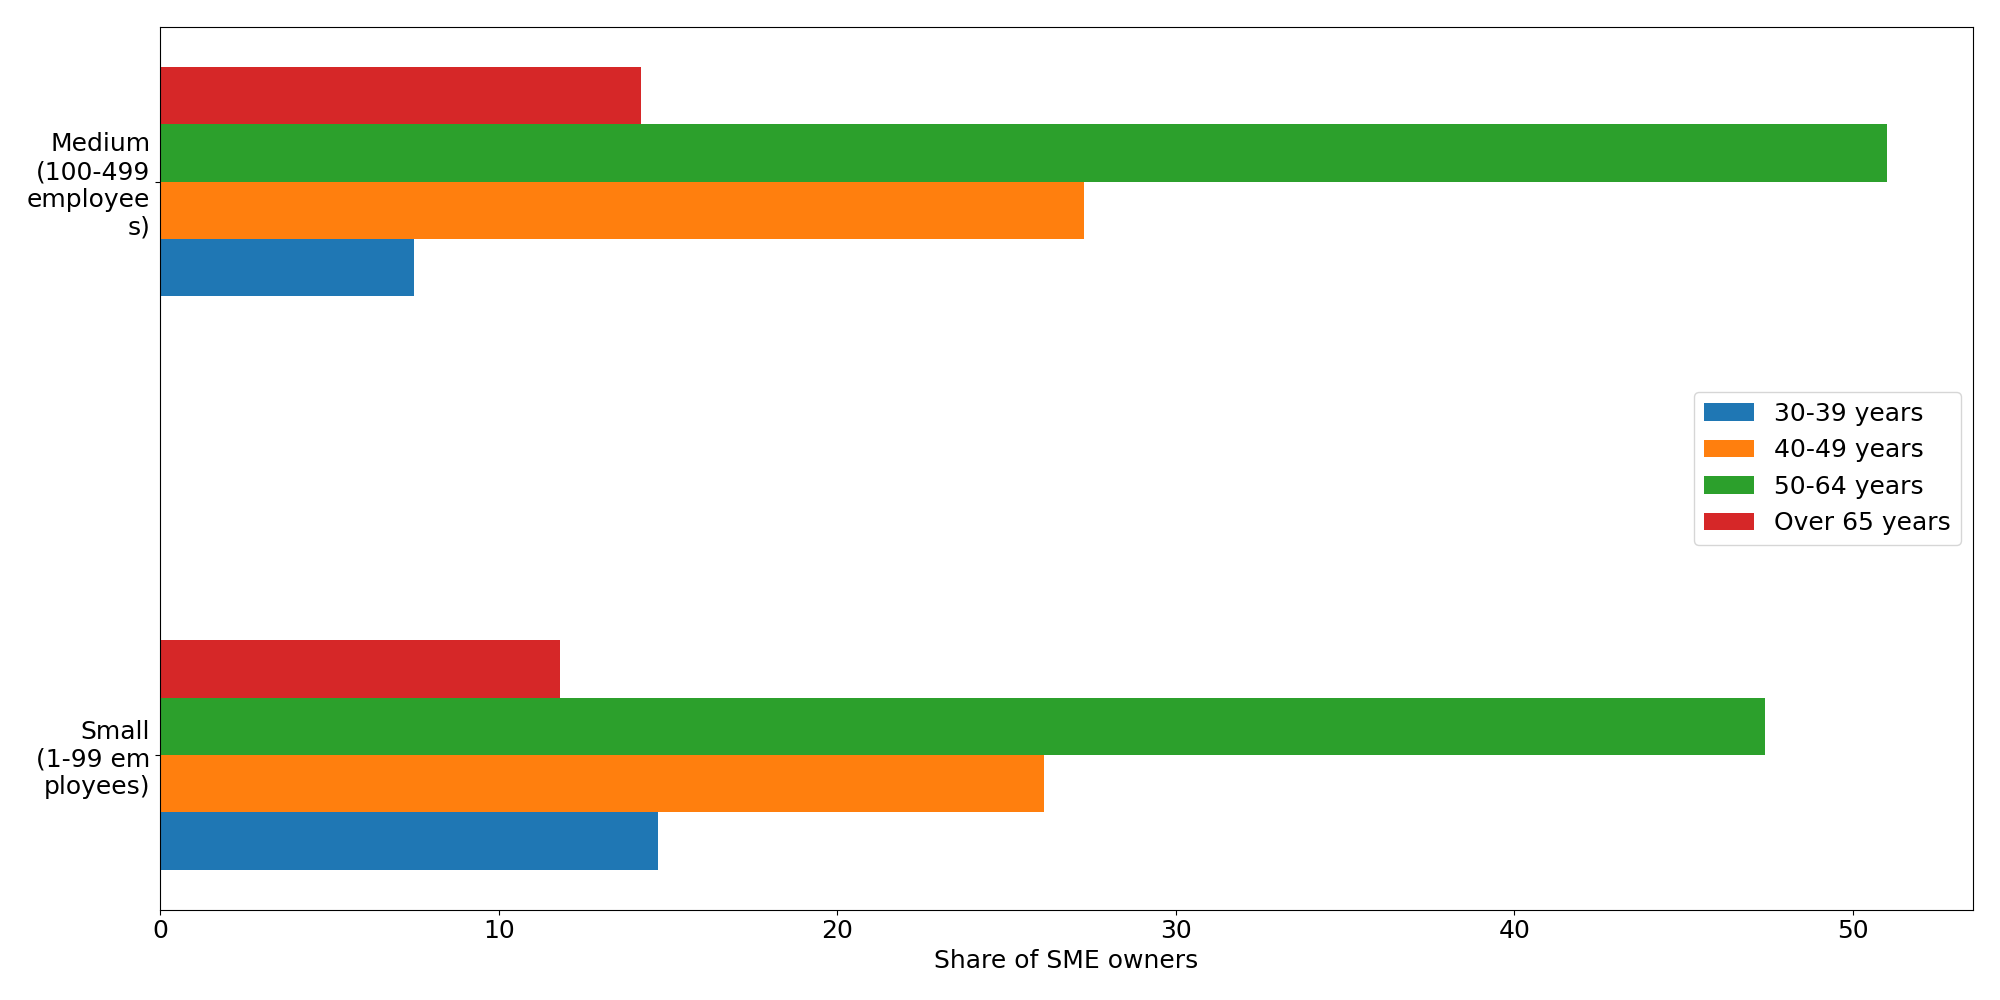 Medium
(100-499
employee
s)
Small
(1-99 em
ployees)
30-39 years
40-49 years
50-64 years
Over 65 years
0 10 20 30 40 50
Share of SME owners